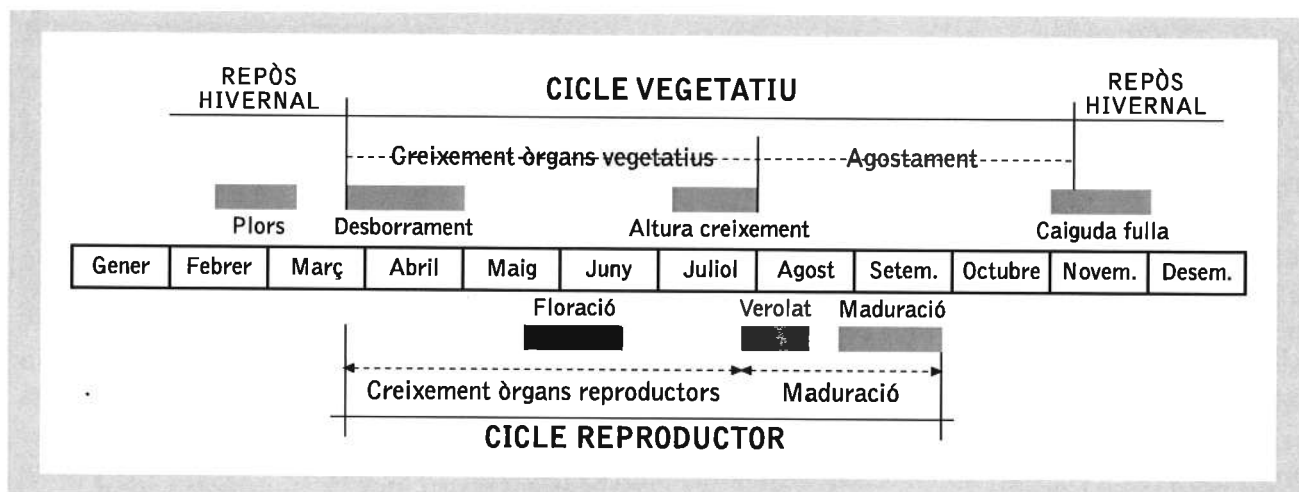 REPÒS
HIVERNAL
CICLE VEGETATIU
REPÒS
HIVERNAL
Creixement òrgans vegetatius
Agostament
Plors
Desborrament
Altura creixement
Caiguda fulla
Gener Febrer Març Abril Maig Juny Juliol Agost Setem. Octubre Novem. Desem.
Floració
Verolat
Maduració
Creixement òrgans reproductors
Maduració
CICLE REPRODUCTOR